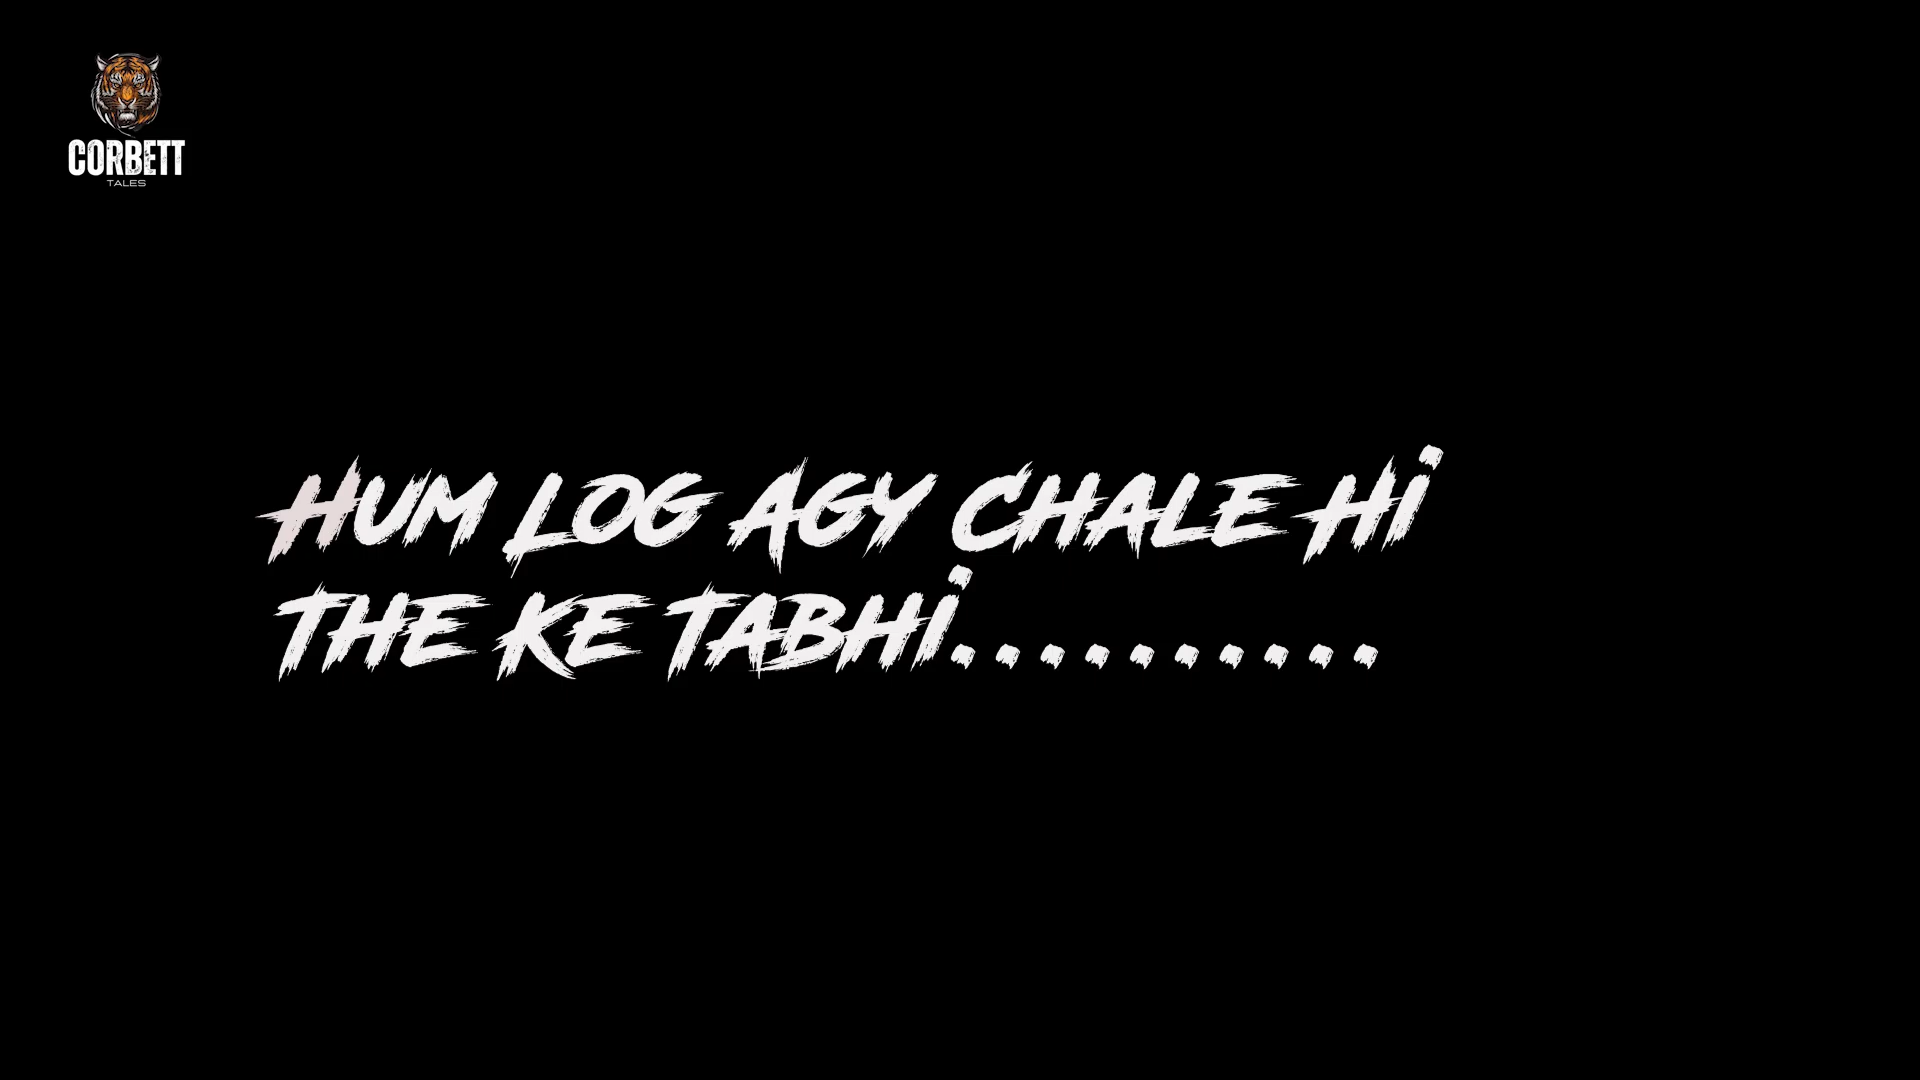 CORBETT
TALES
HUM LOG AGY CHALE Hi
THE KE TABHi..........